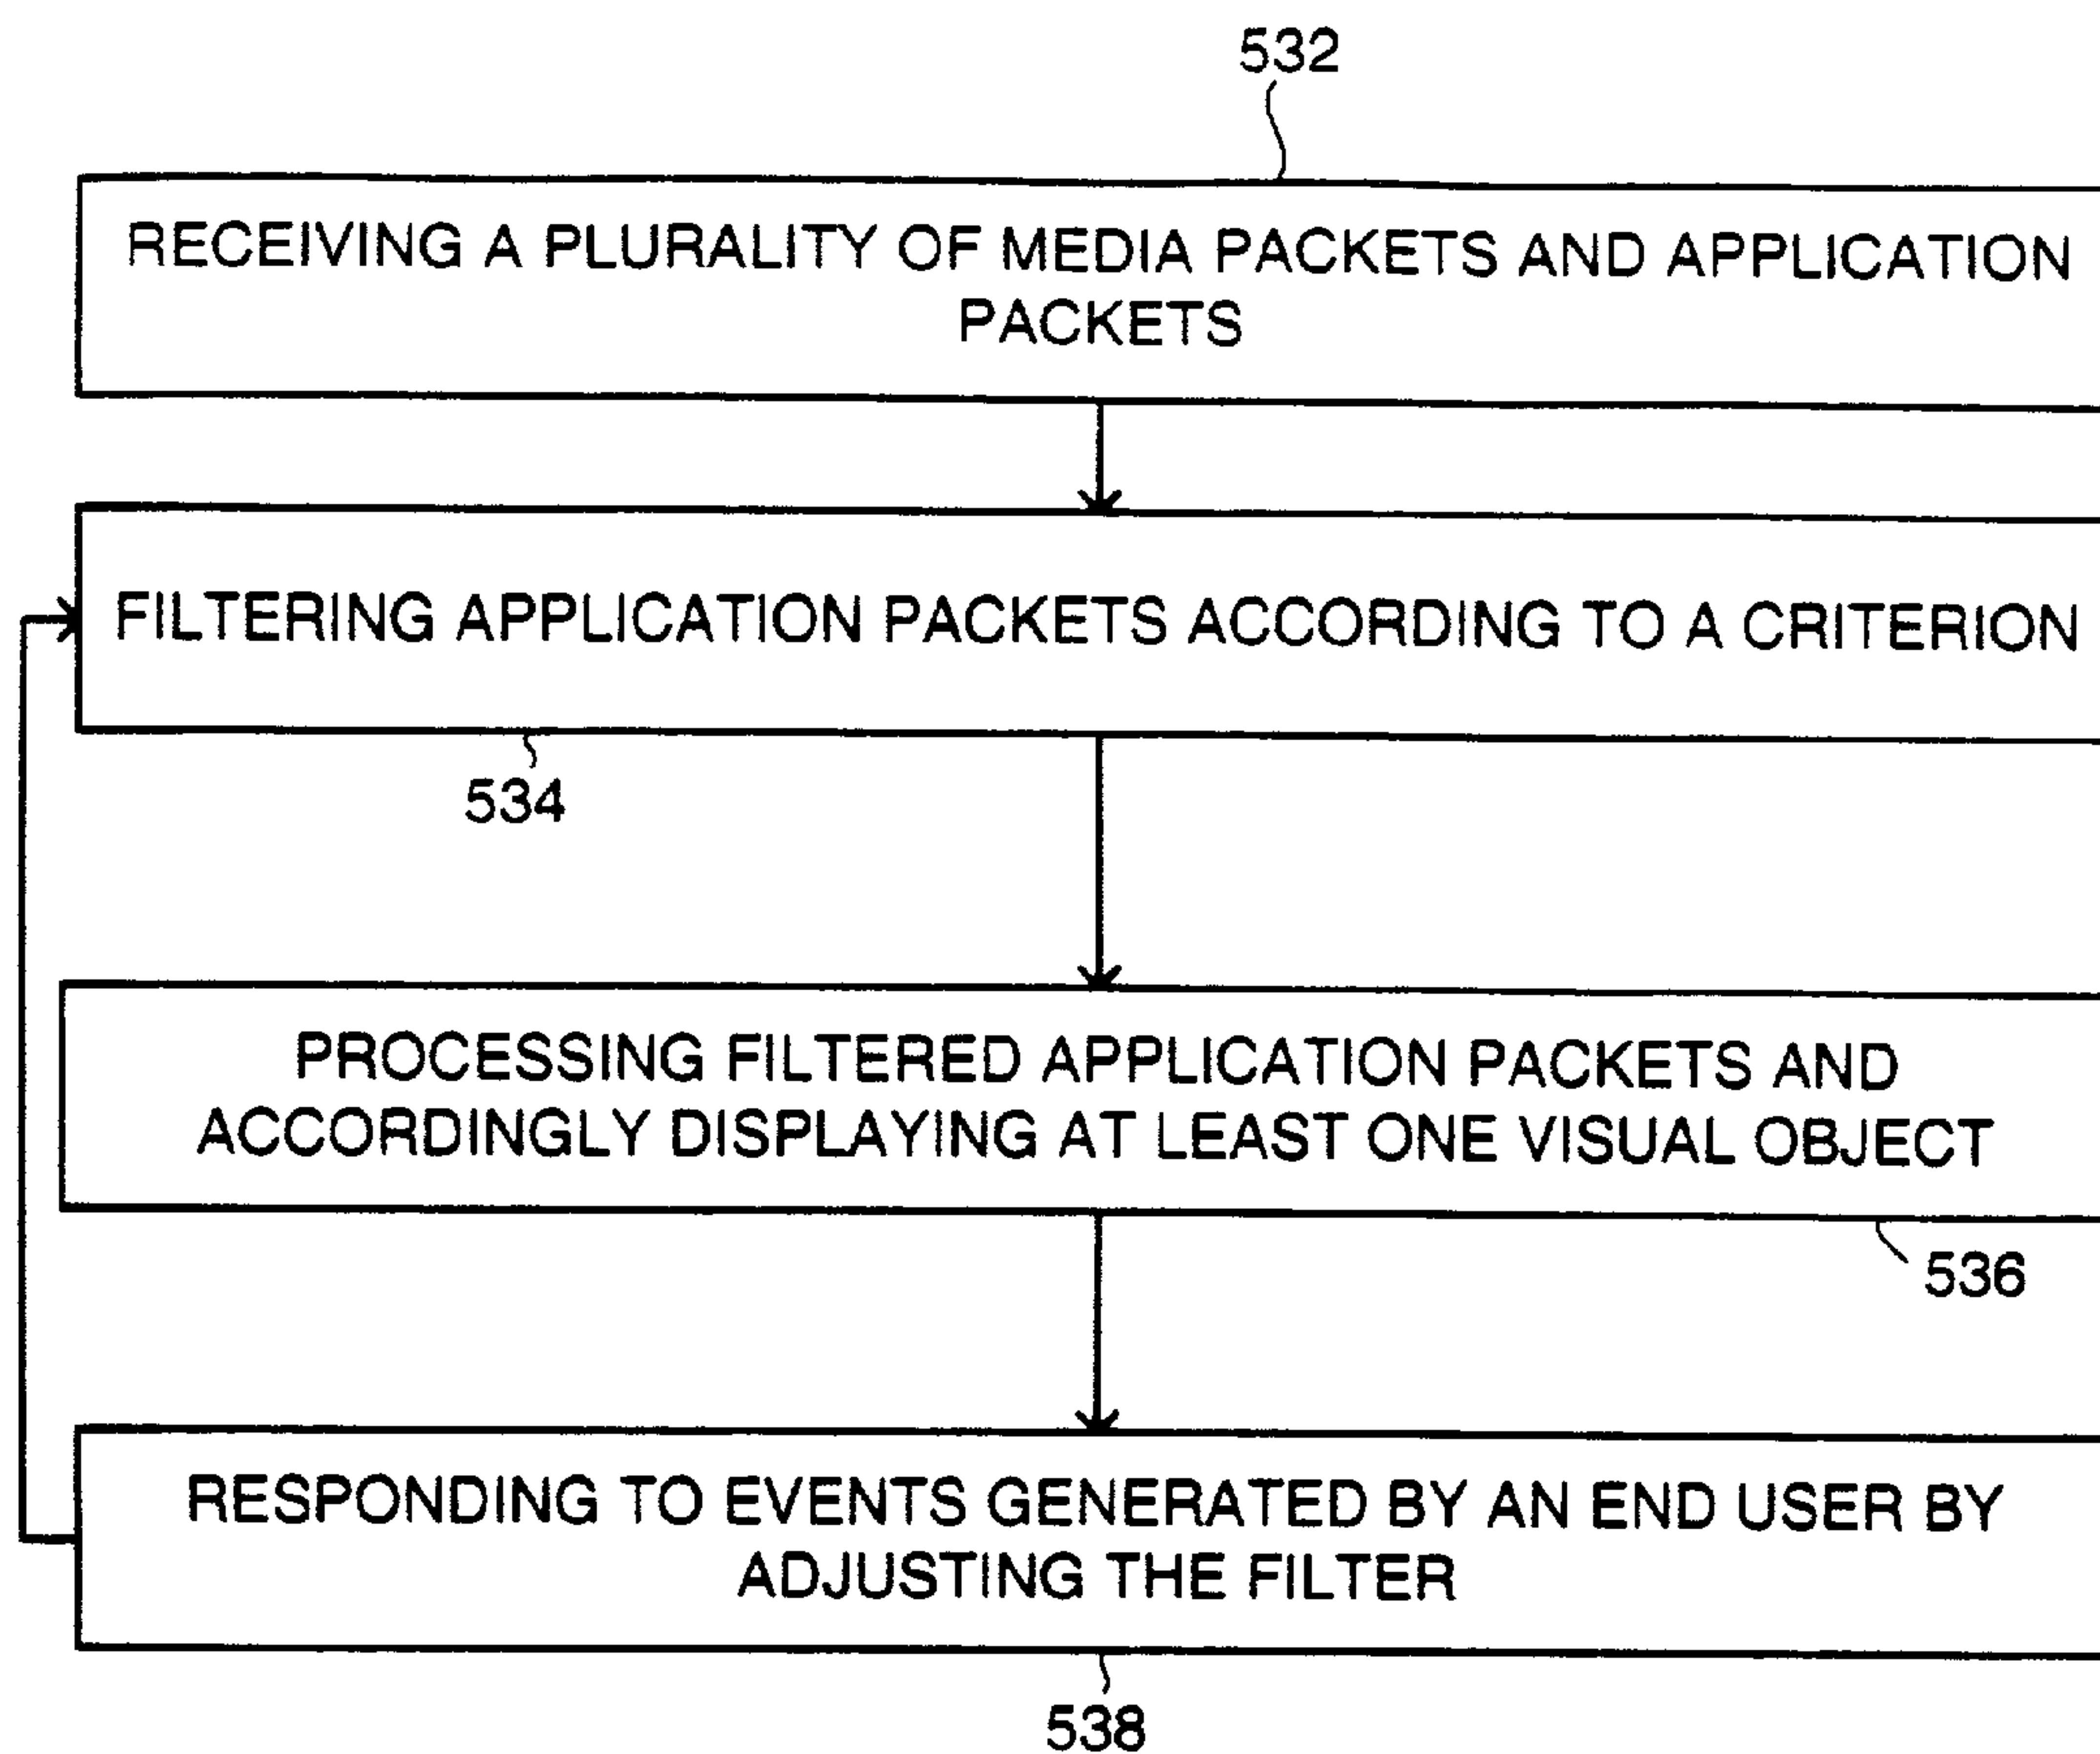 532
RECEIVING A PLURALITY OF MEDIA PACKETS AND APPLICATION
PACKETS
FILTERING APPLICATION PACKETS ACCORDING TO A CRITERION
534
PROCESSING FILTERED APPLICATION PACKETS AND
ACCORDINGLY DISPLAYING AT LEAST ONE VISUAL OBJECT
536
RESPONDING TO EVENTS GENERATED BY AN END USER BY
ADJUSTING THE FILTER
538